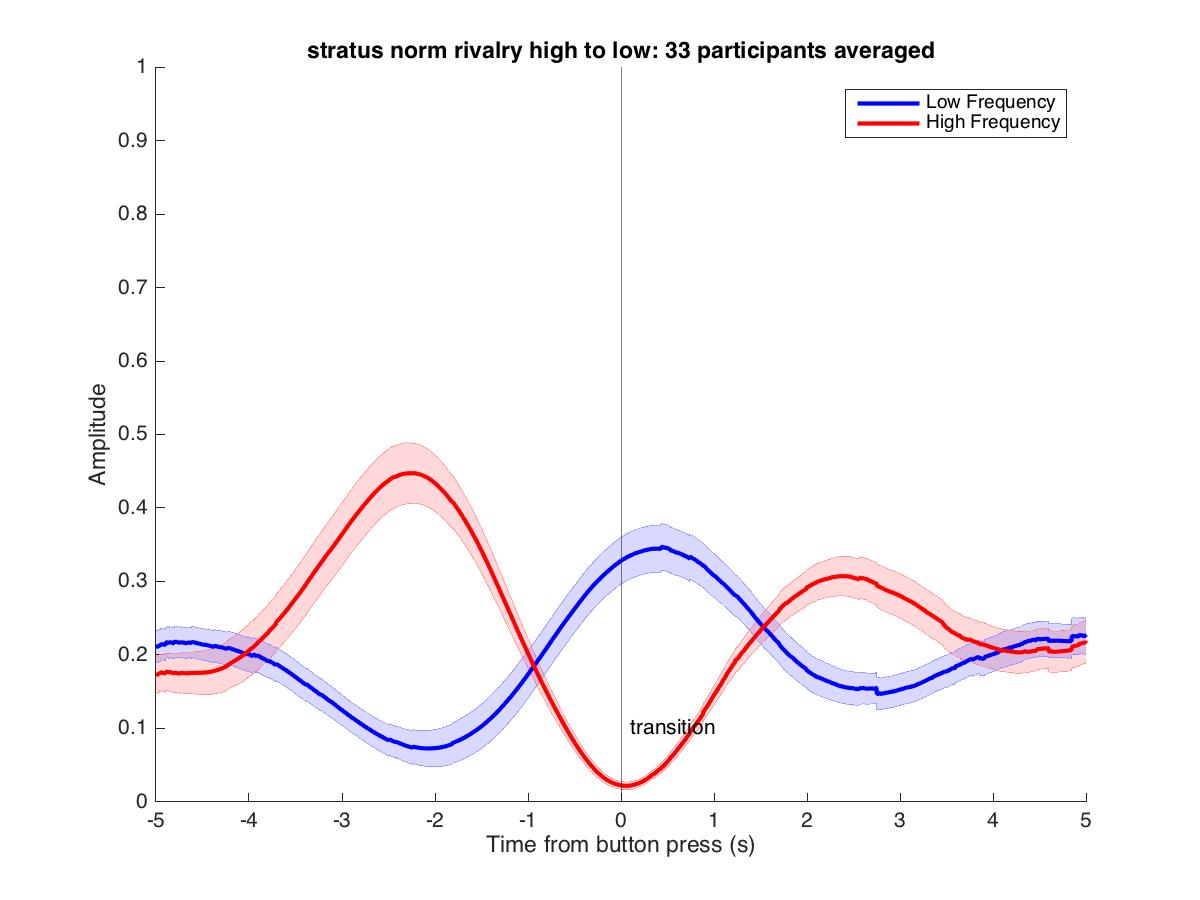 stratus norm rivalry high to low: 33 participants averaged
Low Frequency
High Frequency
1
0.9
0.8
0.7
0.6
0.5
0.4
0.3
0.2
0.1
0
Amplitude
transition
-5 -4 -3 -2 -1 0 1 2 3 4 5
Time from button press (s)